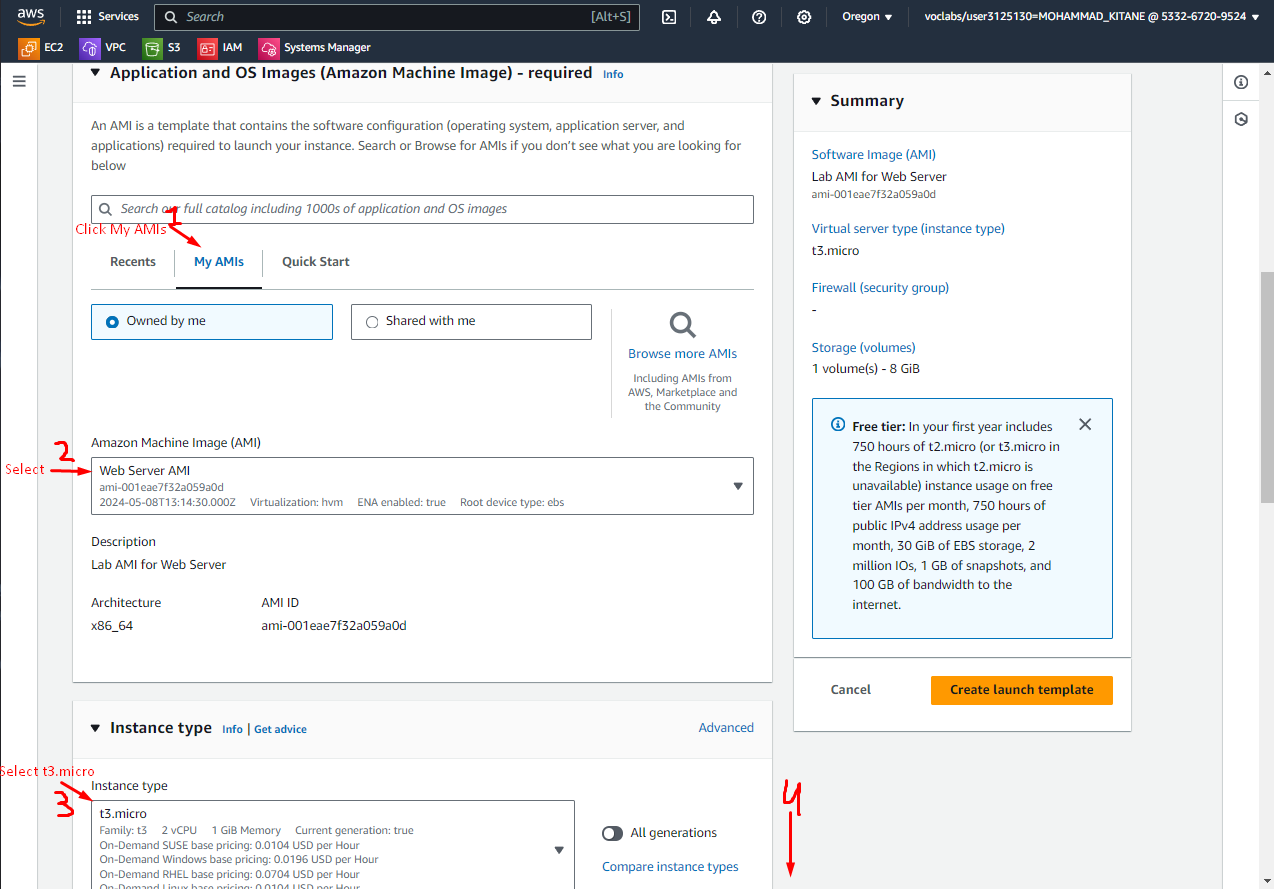 aws
Services
Search
[Alt+S]
Oregon
voclabs/user3125130=MOHAMMAD_KITANE @ 5332-6720-9524
EC2
VPC
S3
IAM
Systems Manager
Application and OS Images (Amazon Machine Image) - required Info
An AMI is a template that contains the software configuration (operating system, application server, and
applications) required to launch your instance. Search or Browse for AMIs if you don’t see what you are looking for
below
Search our full catalog including 1000s of application and OS images
1
Click My AMIs
Recents
My AMIs
Quick Start
Owned by me
Shared with me
Browse more AMIs
Including AMIs from
AWS, Marketplace and
the Community
Amazon Machine Image (AMI)
2
Select
Web Server AMI
ami-001eae7f32a059a0d
2024-05-08T13:14:30.000Z Virtualization: hvm ENA enabled: true Root device type: ebs
Description
Lab AMI for Web Server
Architecture
AMI ID
x86_64
ami-001eae7f32a059a0d
Instance type Info | Get advice
Advanced
Select t3.micro
3
Instance type
t3.micro
Family: t3 2 vCPU 1 GiB Memory Current generation: true
On-Demand SUSE base pricing: 0.0104 USD per Hour
On-Demand Windows base pricing: 0.0196 USD per Hour
On-Demand RHEL base pricing: 0.0704 USD per Hour
On-Demand Linux base pricing: 0.0104 USD per Hour
All generations
Compare instance types
4
Summary
Software Image (AMI)
Lab AMI for Web Server
ami-001eae7f32a059a0d
Virtual server type (instance type)
t3.micro
Firewall (security group)
-
Storage (volumes)
1 volume(s) - 8 GiB
Free tier: In your first year includes
750 hours of t2.micro (or t3.micro in
the Regions in which t2.micro is
unavailable) instance usage on free
tier AMIs per month, 750 hours of
public IPv4 address usage per
month, 30 GiB of EBS storage, 2
million IOs, 1 GB of snapshots, and
100 GB of bandwidth to the
internet.
Cancel
Create launch template